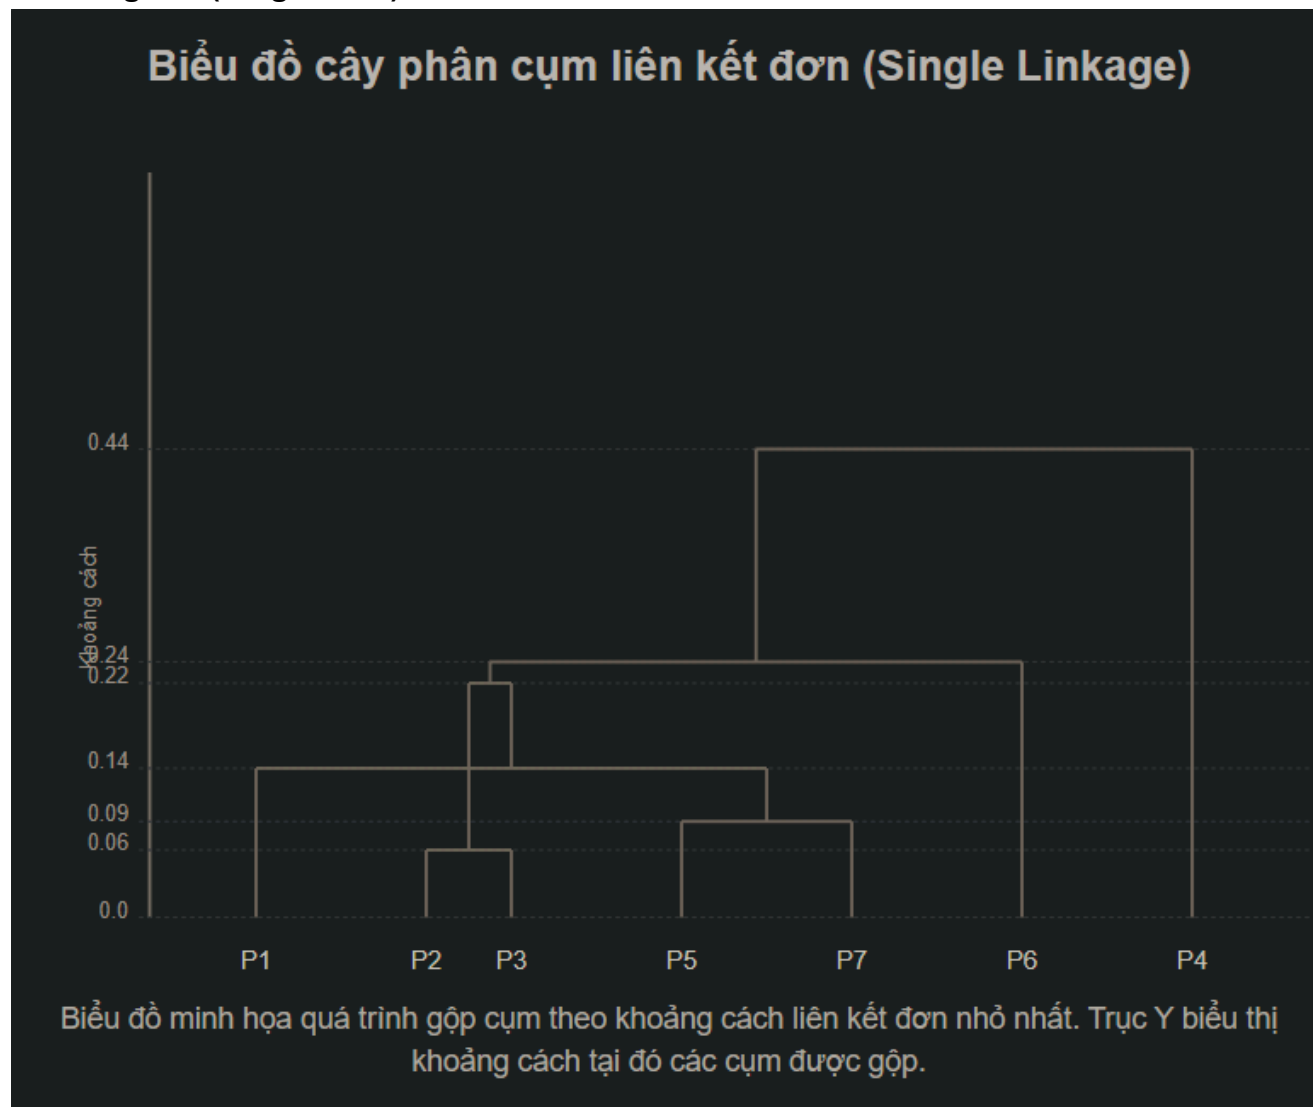 Biểu đồ cây phân cụm liên kết đơn (Single Linkage)
0.44
Khoảng cách
0.24
0.22
0.14
0.09
0.06
0.0
P1 P2 P3 P5 P7 P6 P4
Biểu đồ minh họa quá trình gộp cụm theo khoảng cách liên kết đơn nhỏ nhất. Trục Y biểu thị
khoảng cách tại đó các cụm được gộp.